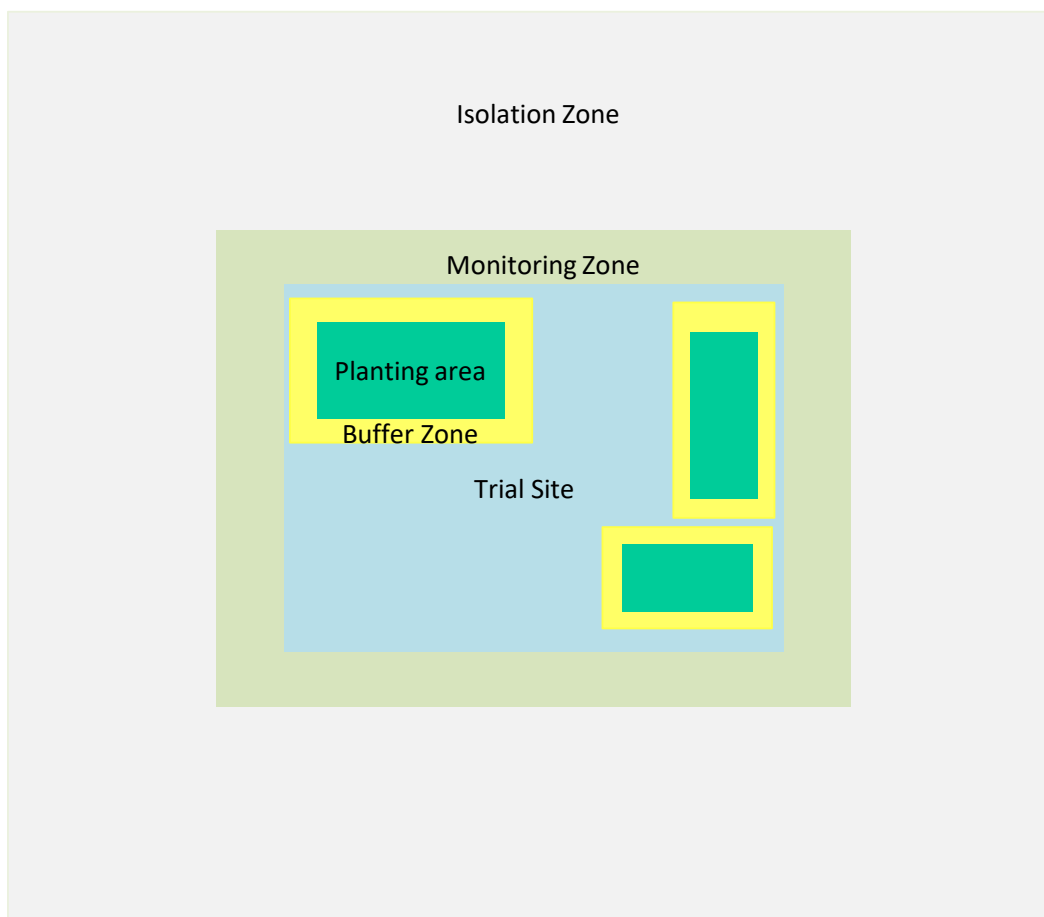 Isolation Zone
Monitoring Zone
Planting area
Buffer Zone
Trial Site